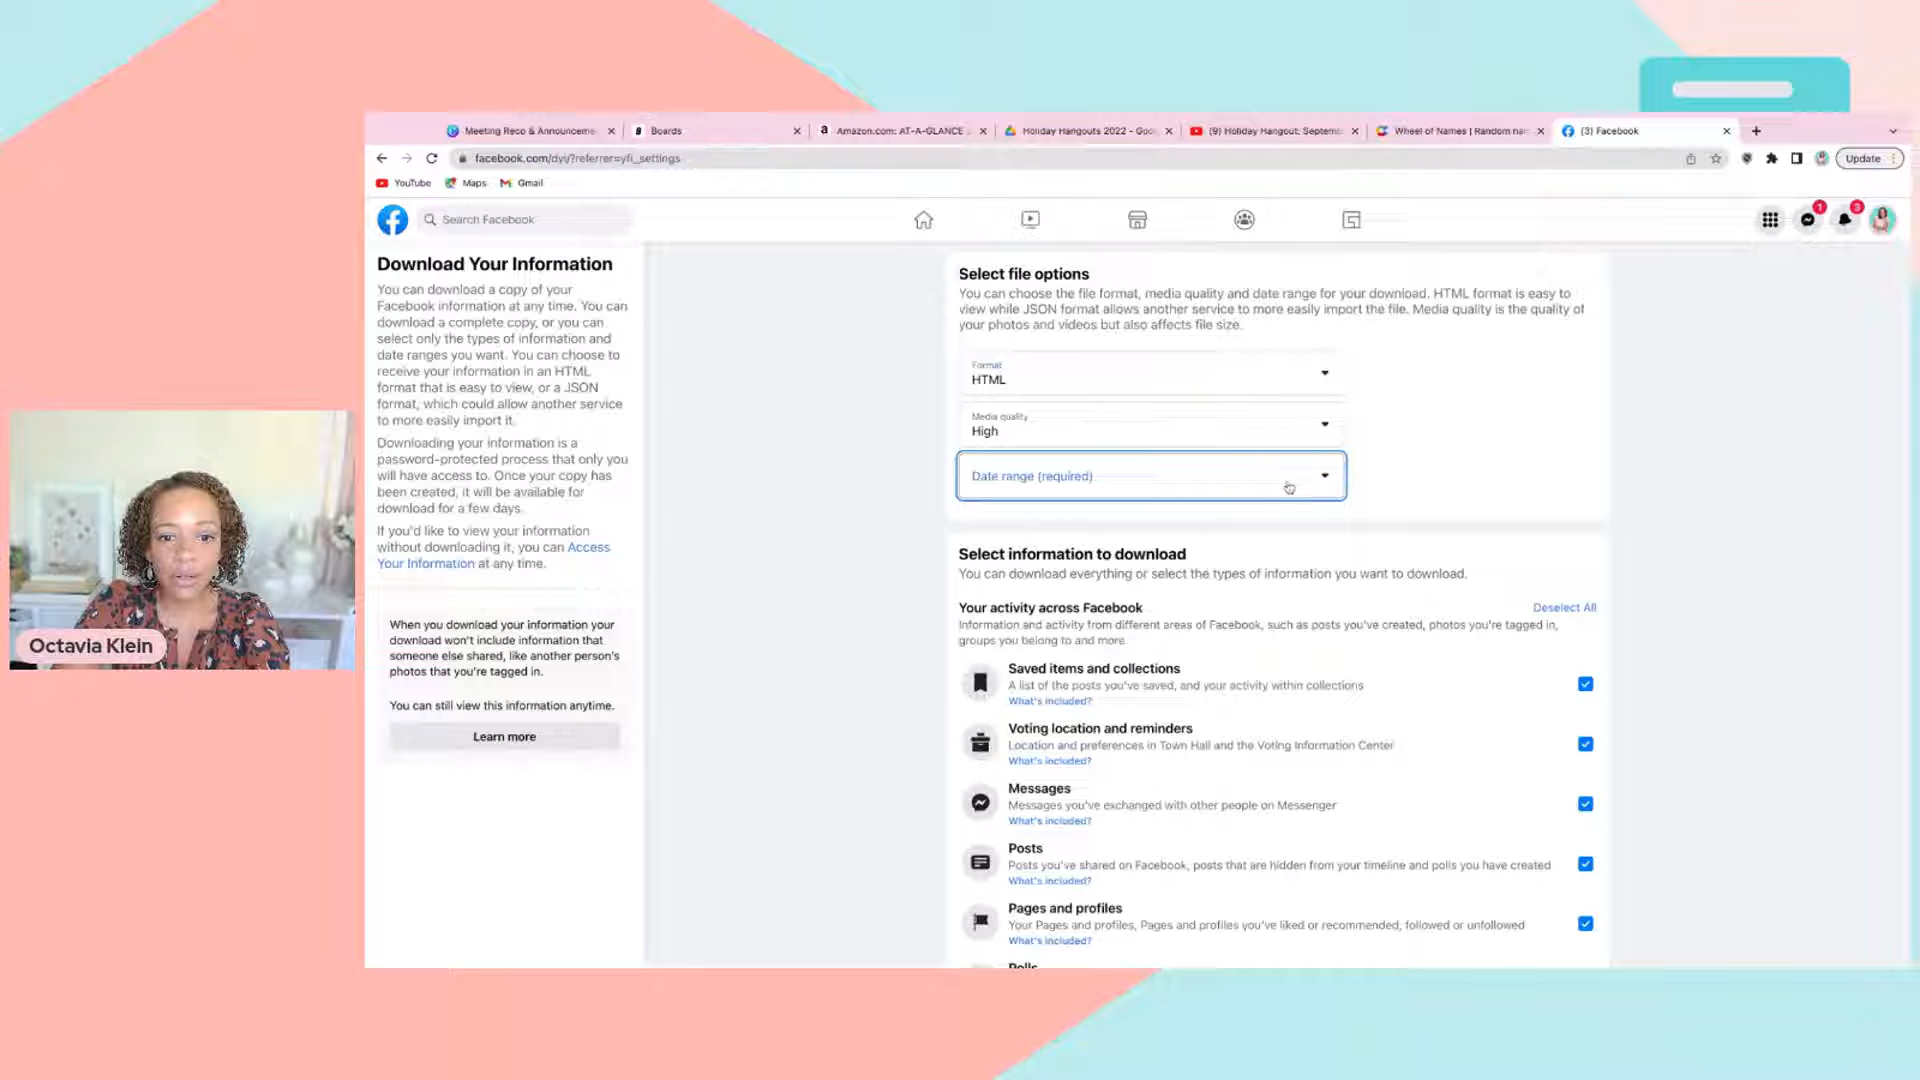 Meeting Reco & Announceme
Boards
Amazon.com: AT-A-GLANCE
Holiday Hangouts 2022 - Goo
(9) Holiday Hangout: Septemb
Wheel of Names | Random na
(3) Facebook
facebook.com/dyi/?referrer=yfi_settings
Update
YouTube
Maps
Gmail
Search Facebook
1
3
Download Your Information
You can download a copy of your
Facebook information at any time. You can
download a complete copy, or you can
select only the types of information and
date ranges you want. You can choose to
receive your information in an HTML
format that is easy to view, or a JSON
format, which could allow another service
to more easily import it.
Downloading your information is a
password-protected process that only you
will have access to. Once your copy has
been created, it will be available for
download for a few days.
If you'd like to view your information
without downloading it, you can Access
Your Information at any time.
When you download your information your
download won't include information that
someone else shared, like another person's
photos that you're tagged in.
You can still view this information anytime.
Learn more
Select file options
You can choose the file format, media quality and date range for your download. HTML format is easy to
view while JSON format allows another service to more easily import the file. Media quality is the quality of
your photos and videos but also affects file size.
Format
HTML
Media quality
High
Date range (required)
Select information to download
You can download everything or select the types of information you want to download.
Your activity across Facebook
Deselect All
Information and activity from different areas of Facebook, such as posts you've created, photos you're tagged in,
groups you belong to and more
Saved items and collections
A list of the posts you've saved, and your activity within collections
What's included?
Voting location and reminders
Location and preferences in Town Hall and the Voting Information Center
What's included?
Messages
Messages you've exchanged with other people on Messenger
What's included?
Posts
Posts you've shared on Facebook, posts that are hidden from your timeline and polls you have created
What's included?
Pages and profiles
Your Pages and profiles, Pages and profiles you've liked or recommended, followed or unfollowed
What's included?
Polls
Octavia Klein